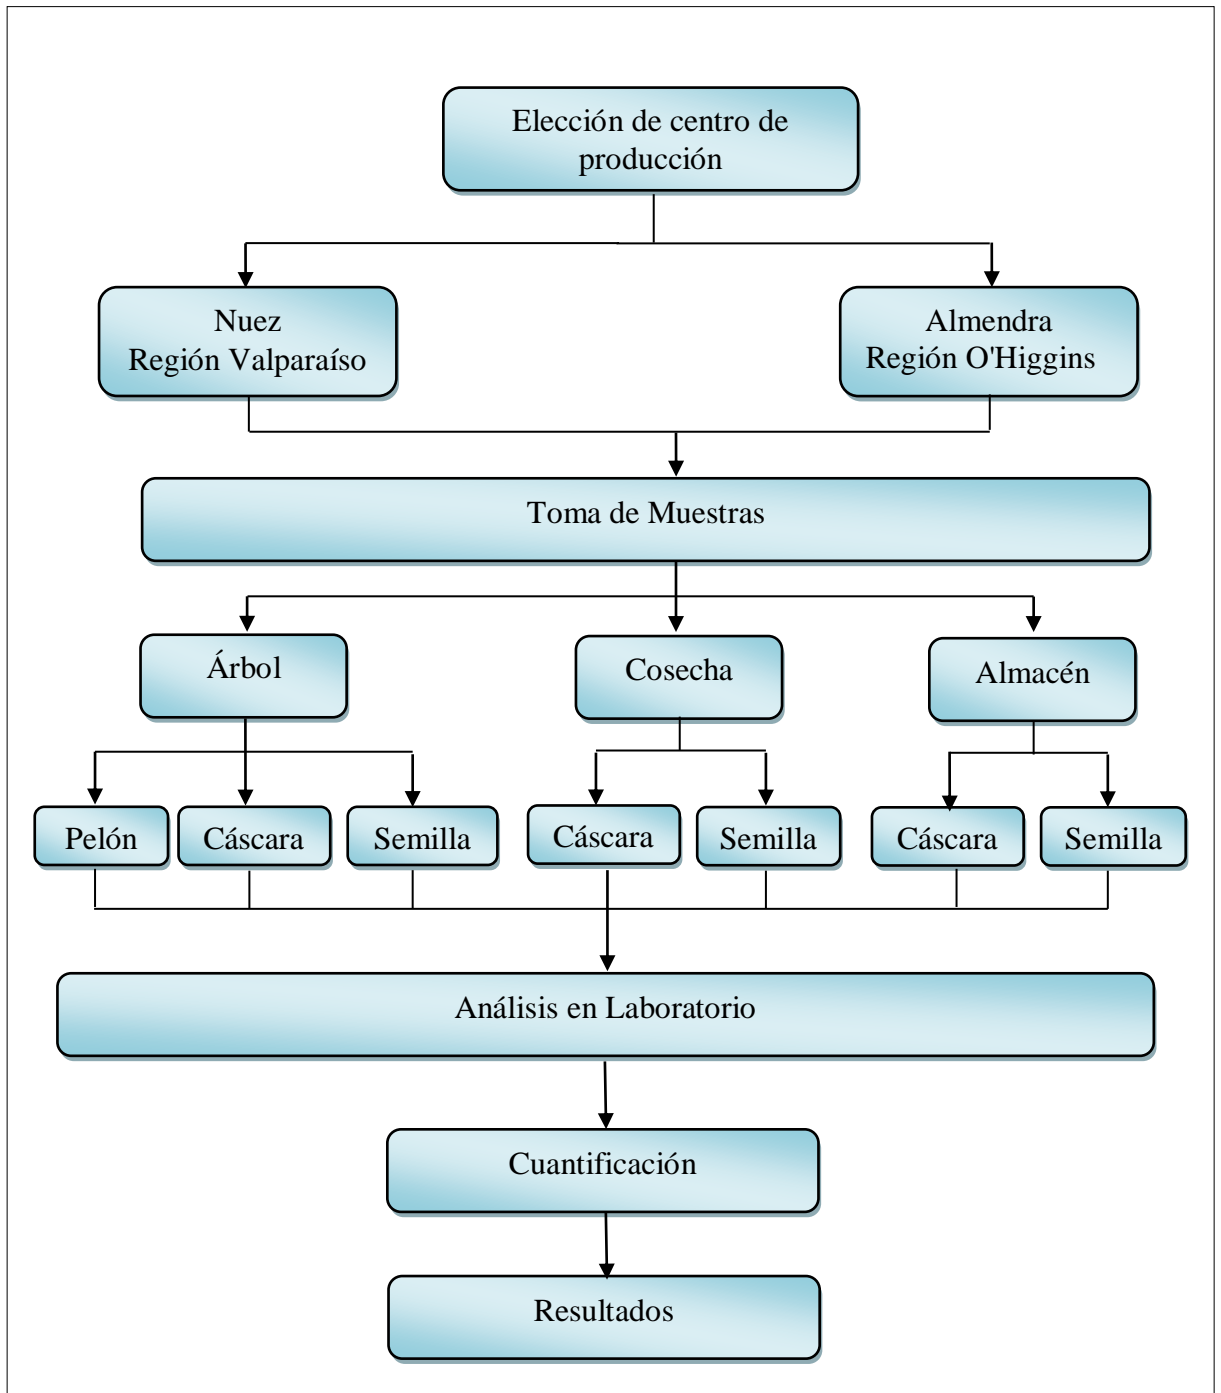 Elección de centro de
producción
Nuez
Región Valparaíso
Almendra
Región O'Higgins
Toma de Muestras
Árbol
Cosecha
Almacén
Pelón
Cáscara
Semilla
Cáscara
Semilla
Cáscara
Semilla
Análisis en Laboratorio
Cuantificación
Resultados